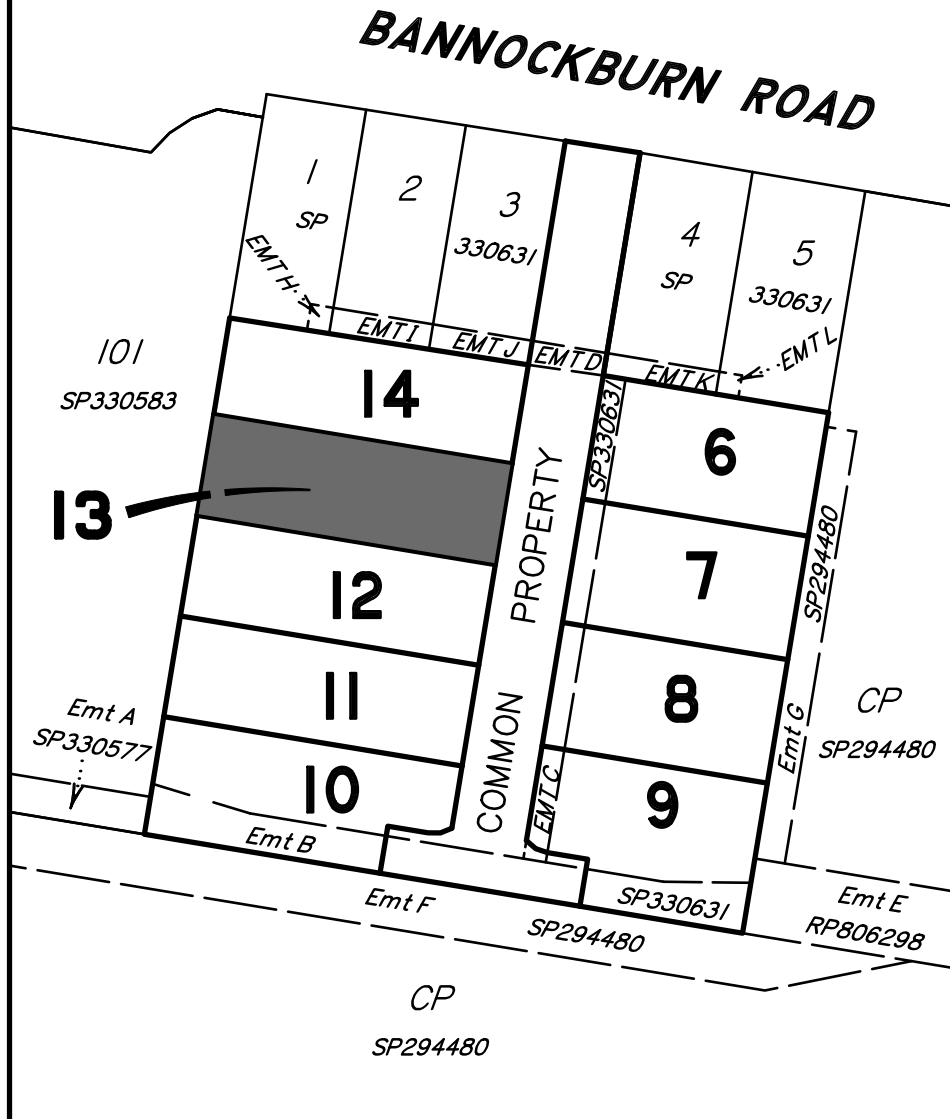 BANNOCKBURN ROAD
1
SP
2
3
330631
4
SP
5
330631
EMT H
EMT I
EMT J
EMT D
EMT K
EMT L
101
SP330583
14
SP330631
6
13
PROPERTY
7
SP294480
12
8
11
COMMON
CP
SP294480
Emt G
Emt A
SP330577
10
EMT C
9
Emt B
Emt F
SP330631
Emt E
RP806298
SP294480
CP
SP294480